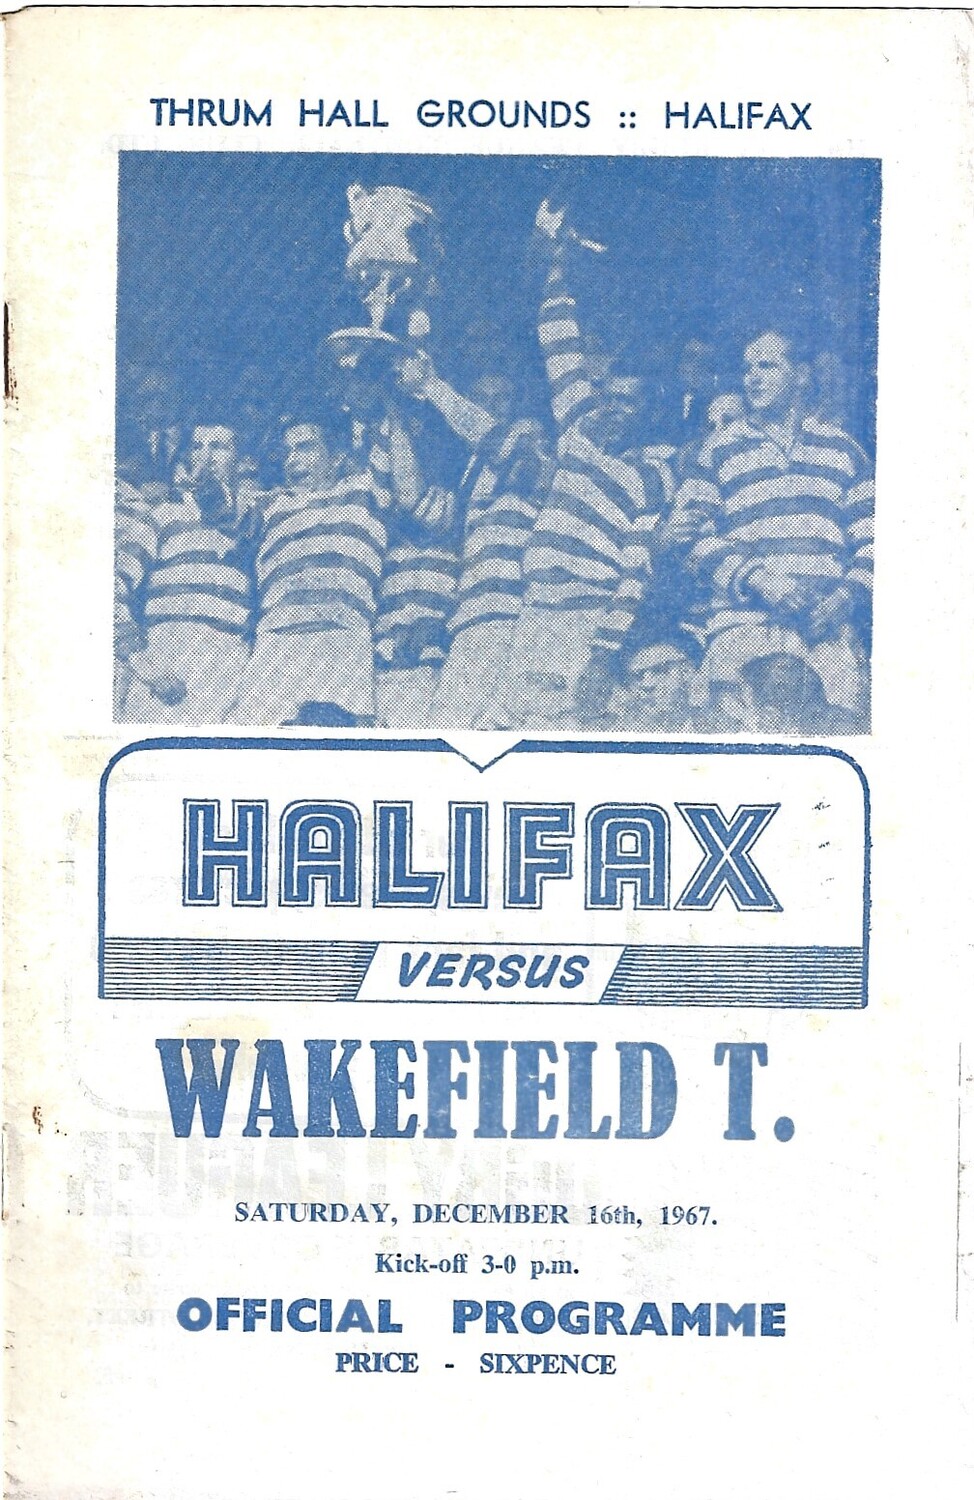 THRUM HALL GROUNDS :: HALIFAX
HALIFAX
VERSUS
WAKEFIELD T.
SATURDAY, DECEMBER 16th, 1967.
Kick-off 3-0 p.m.
OFFICIAL PROGRAMME
PRICE - SIXPENCE